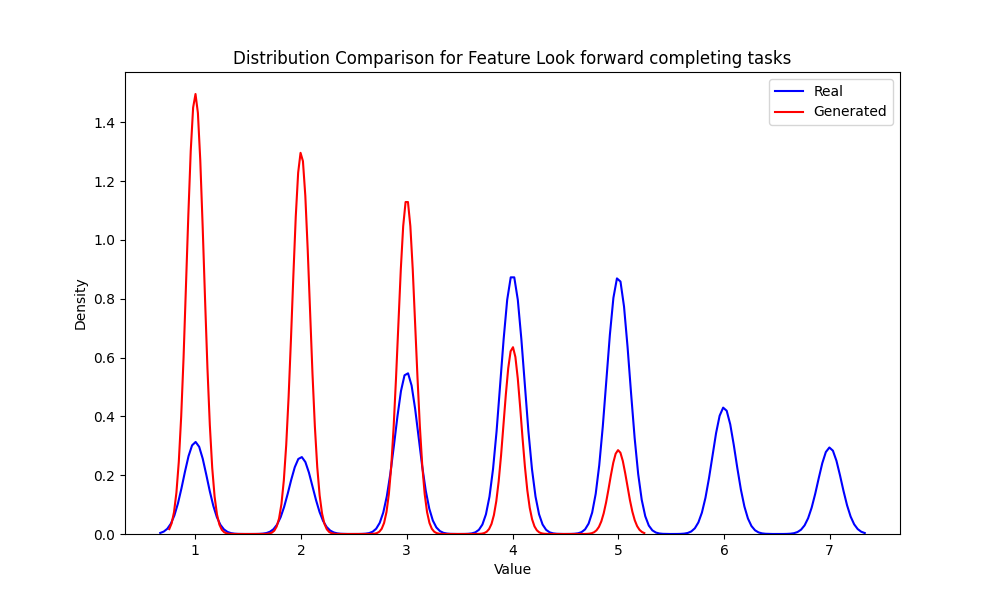 Distribution Comparison for Feature Look forward completing tasks
Real
Generated
Density
1.4
1.2
1.0
0.8
0.6
0.4
0.2
0.0
1 2 3 4 5 6 7
Value